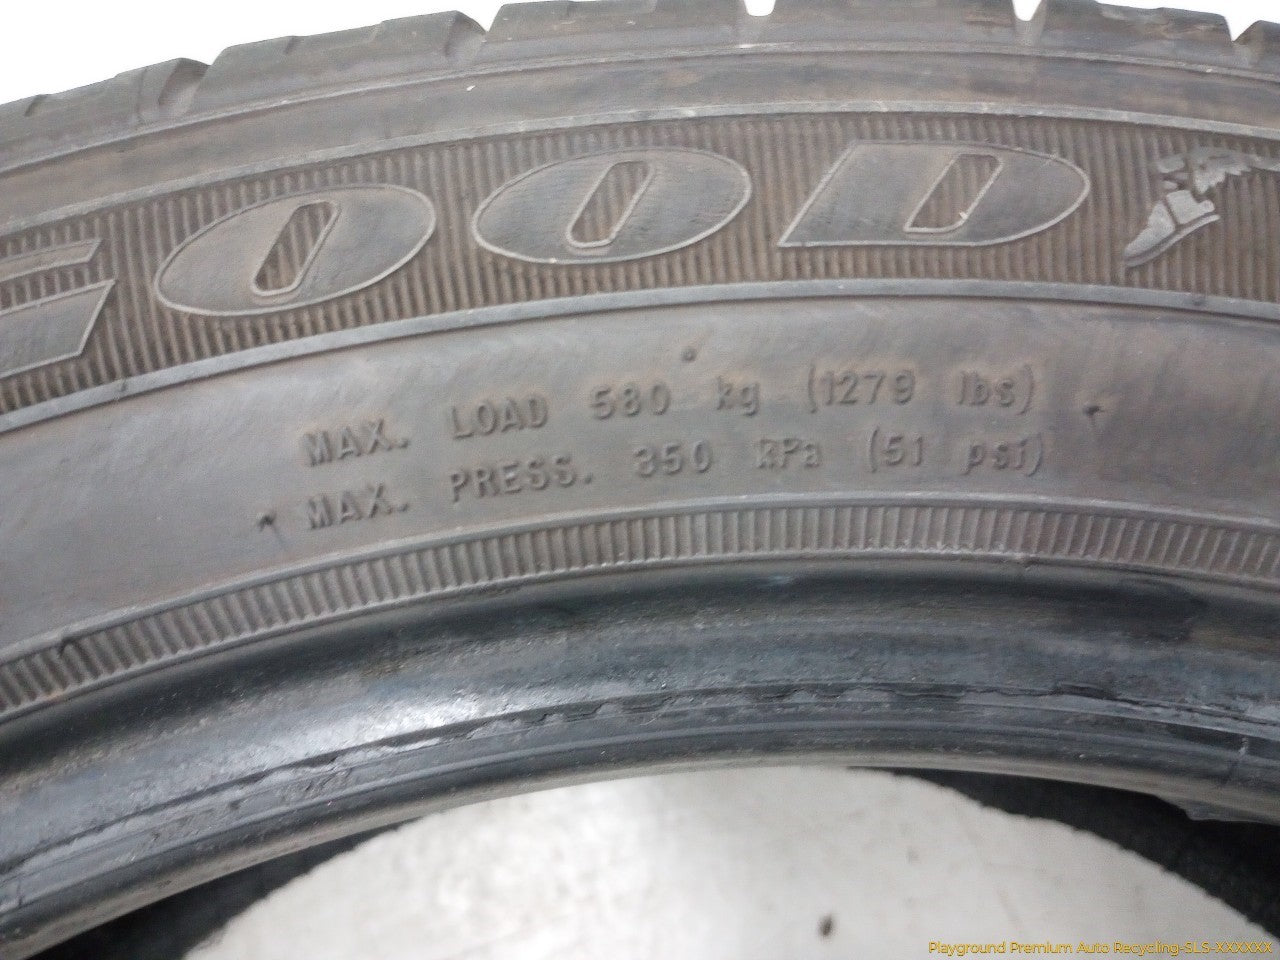 GOOD
MAX. LOAD 580 kg (1279 lbs)
MAX. PRESS. 350 kPa (51 psi)
Playground Premium Auto Recycling-SLS-XXXXXX